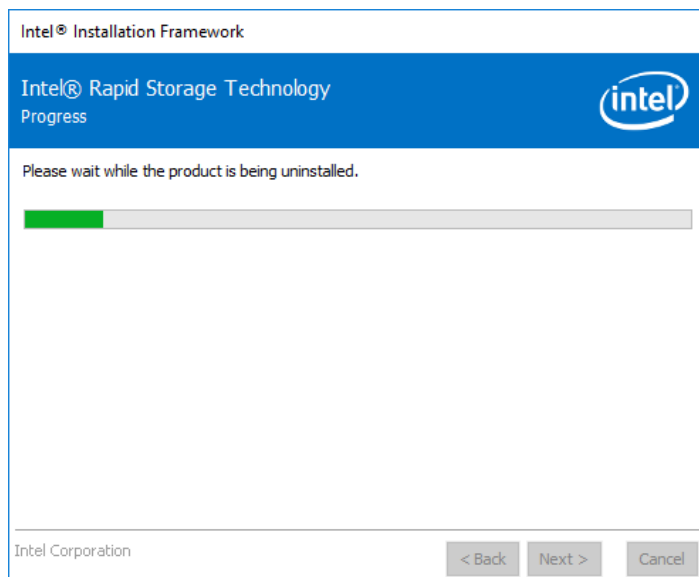 Intel® Installation Framework
Intel® Rapid Storage Technology
Progress
intel
Please wait while the product is being uninstalled.
Intel Corporation
< Back Next > Cancel